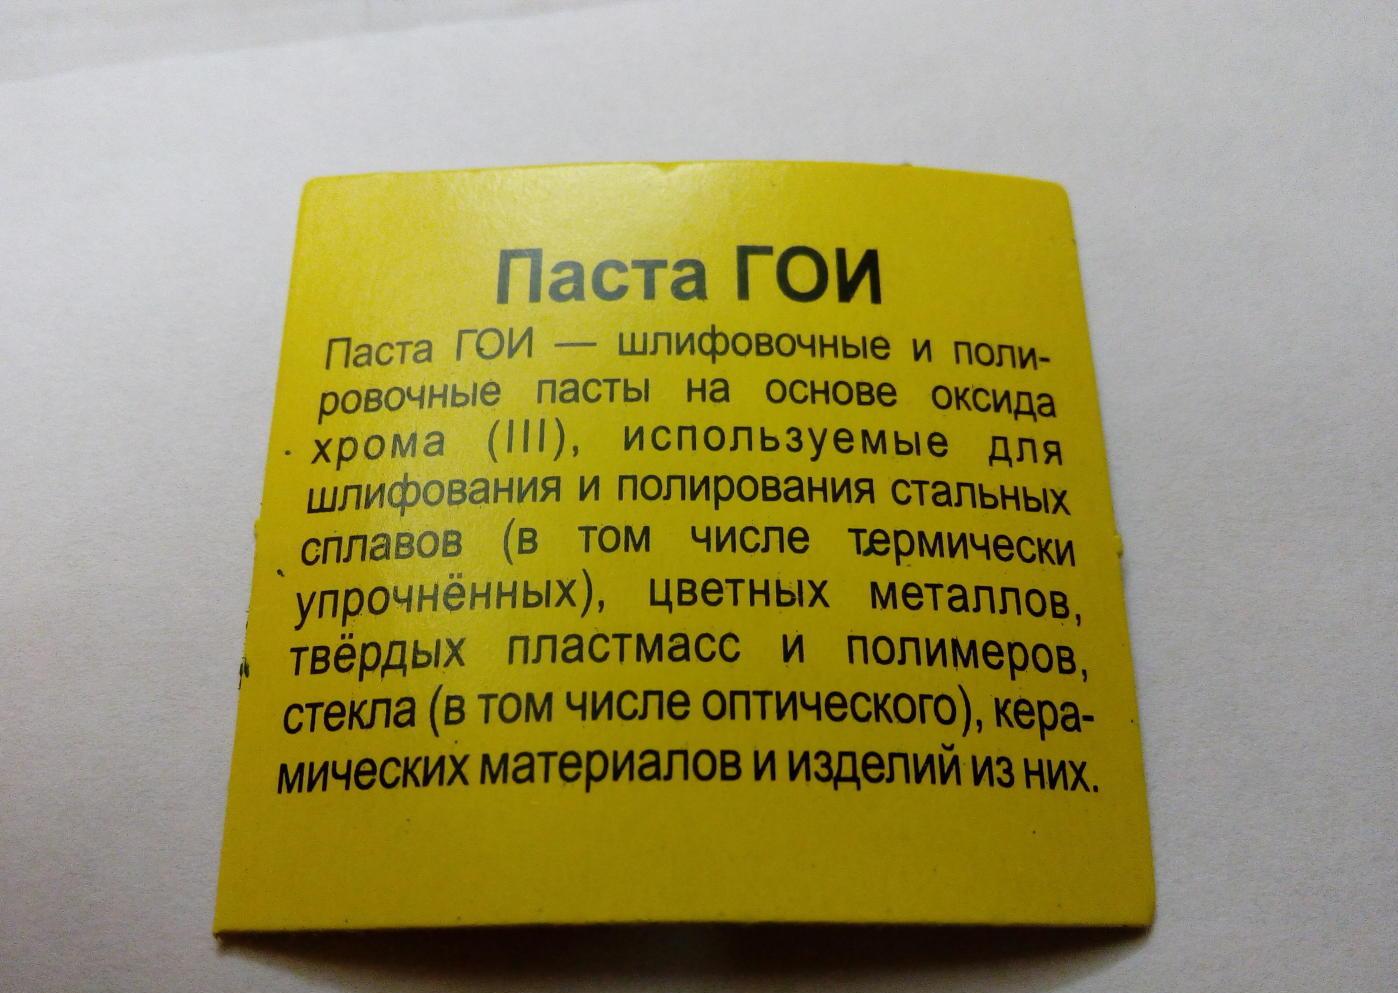 Паста ГОИ
Паста ГОИ — шлифовочные и поли-
ровочные пасты на основе оксида
хрома (III), используемые для
шлифования и полирования стальных
сплавов (в том числе термически
упрочнённых), цветных металлов,
твёрдых пластмасс и полимеров,
стекла (в том числе оптического), кера-
мических материалов и изделий из них.